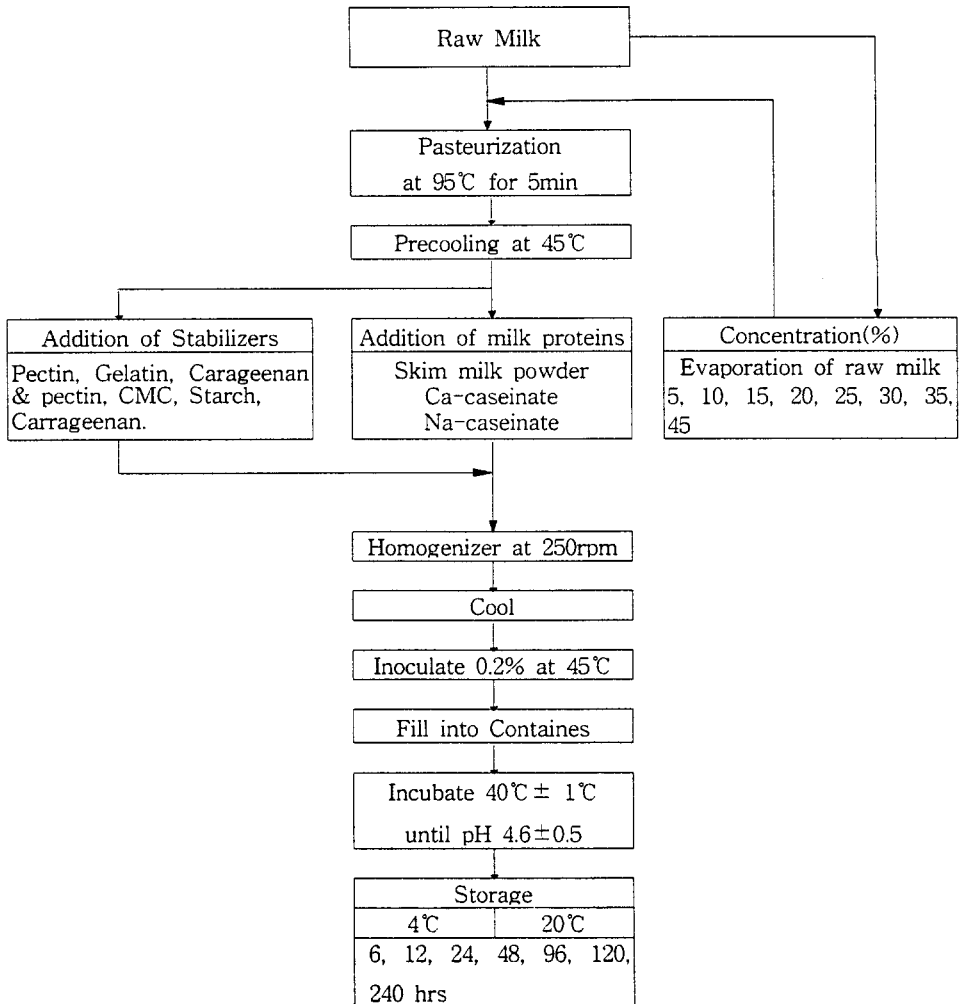 Raw Milk
Pasteurization
at 95℃ for 5min
Precooling at 45℃
Addition of Stabilizers
Pectin, Gelatin, Carageenan
& pectin, CMC, Starch,
Carrageenan.
Addition of milk proteins
Skim milk powder
Ca-caseinate
Na-caseinate
Concentration(%)
Evaporation of raw milk
5, 10, 15, 20, 25, 30, 35,
45
Homogenizer at 250rpm
Cool
Inoculate 0.2% at 45℃
Fill into Containes
Incubate 40℃± 1℃
until pH 4.6±0.5
Storage
4℃ 20℃
6, 12, 24, 48, 96, 120,
240 hrs